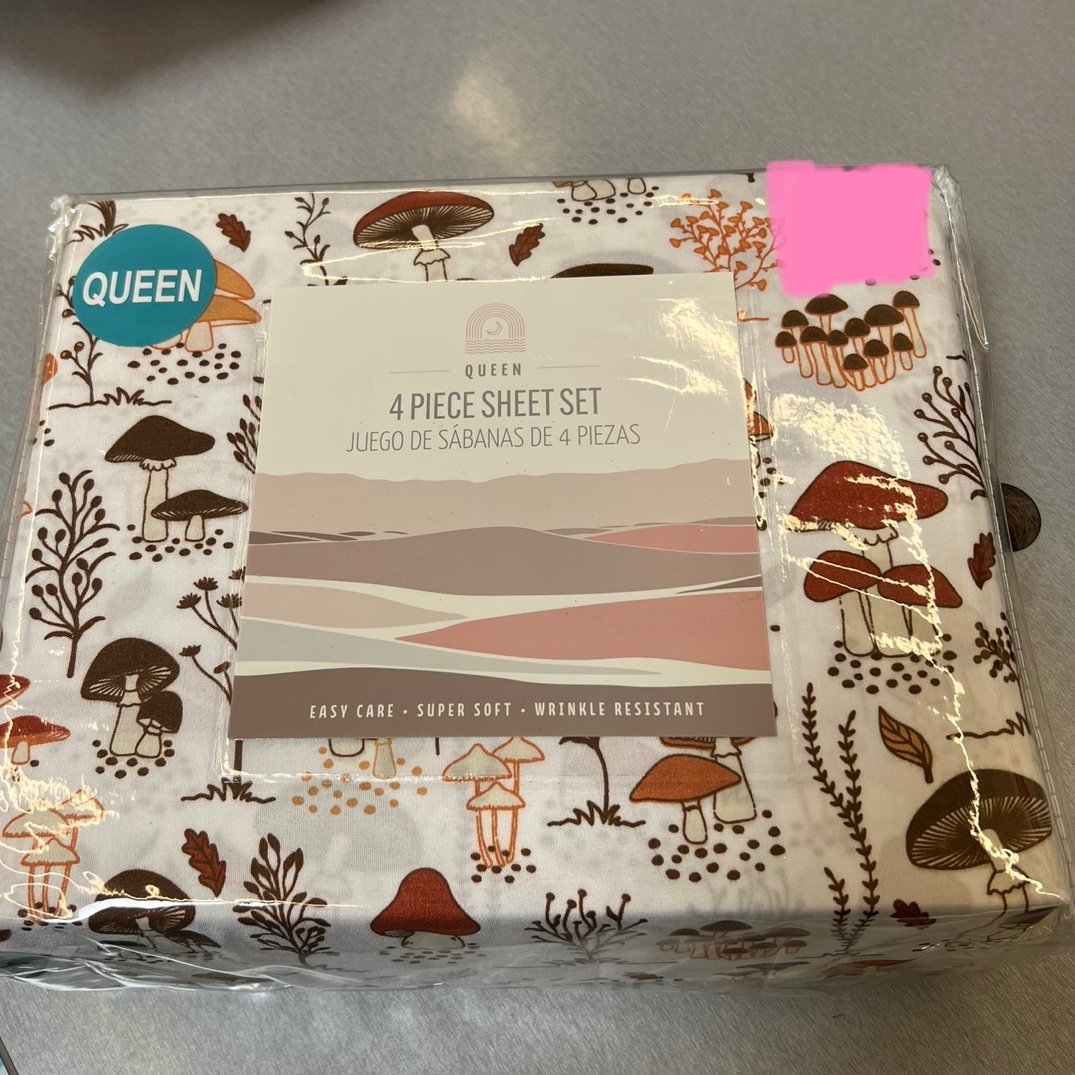 QUEEN
QUEEN
4 PIECE SHEET SET
JUEGO DE SÁBANAS DE 4 PIEZAS
EASY CARE • SUPER SOFT • WRINKLE RESISTANT